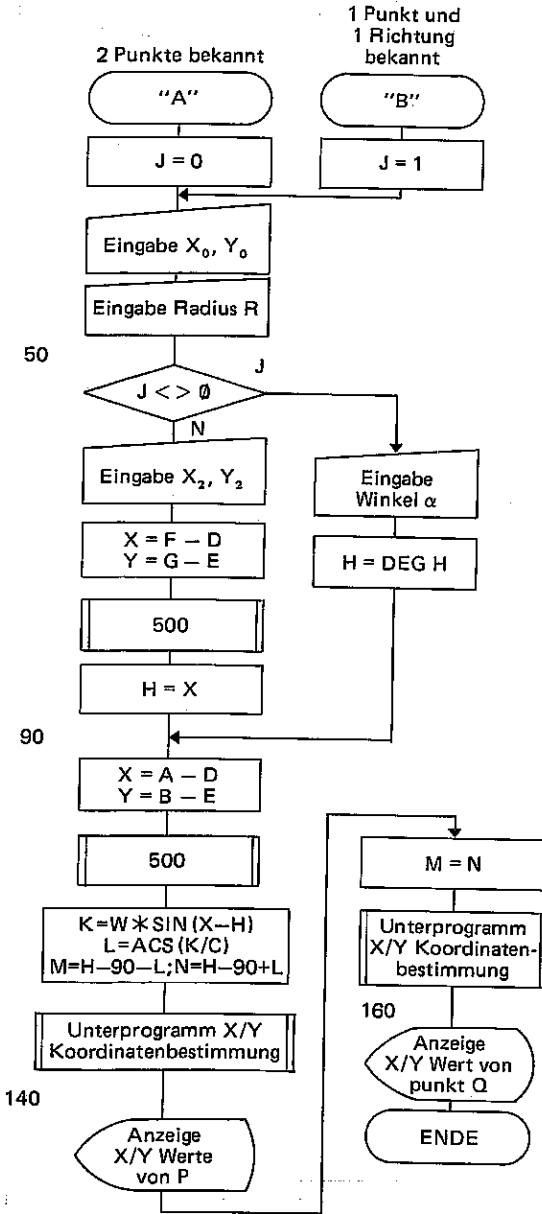 2 Punkte bekannt
1 Punkt und
1 Richtung
bekannt
"A"
"B"
J = 0
J = 1
Eingabe X₀, Y₀
Eingabe Radius R
50
J < > Ø
J
N
Eingabe X₂, Y₂
Eingabe
Winkel α
X = F – D
Y = G – E
H = DEG H
500
H = X
90
X = A – D
Y = B – E
500
K=W*SIN (X–H)
L=ACS (K/C)
M=H–90–L;N=H–90+L
Unterprogramm X/Y
Koordinatenbestimmung
140
Anzeige
X/Y Werte
von P
M = N
Unterprogramm
X/Y Koordinaten-
bestimmung
160
Anzeige
X/Y Wert von
punkt Q
ENDE